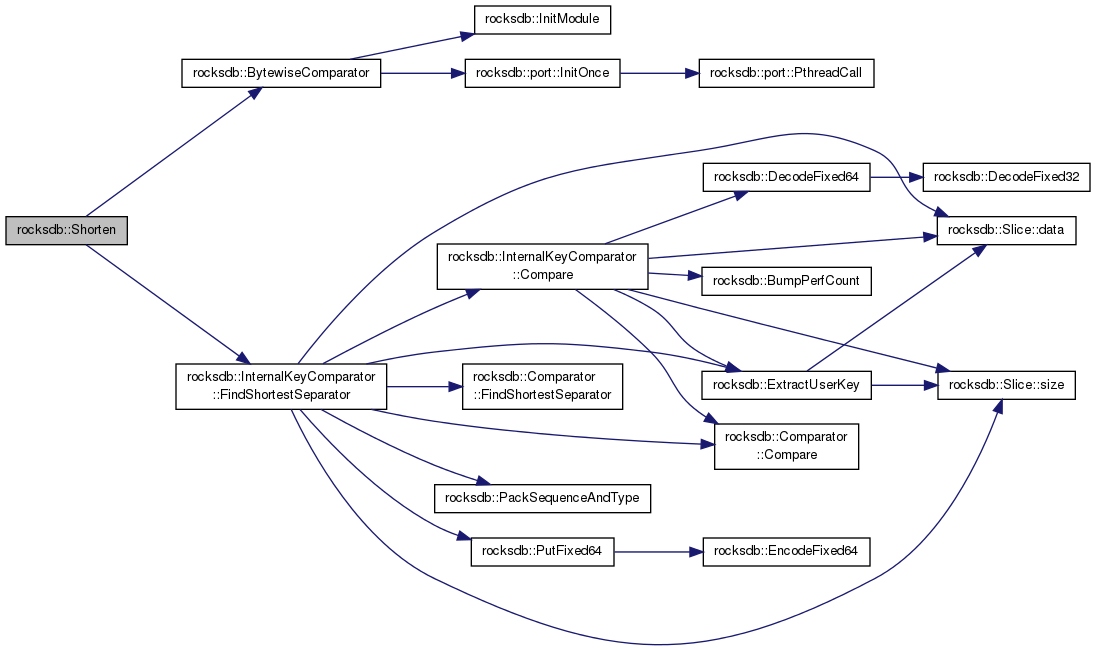 rocksdb::InitModule
rocksdb::BytewiseComparator
rocksdb::port::InitOnce
rocksdb::port::PthreadCall
rocksdb::DecodeFixed64
rocksdb::DecodeFixed32
rocksdb::Shorten
rocksdb::Slice::data
rocksdb::InternalKeyComparator
::Compare
rocksdb::BumpPerfCount
rocksdb::InternalKeyComparator
::FindShortestSeparator
rocksdb::Comparator
::FindShortestSeparator
rocksdb::ExtractUserKey
rocksdb::Slice::size
rocksdb::Comparator
::Compare
rocksdb::PackSequenceAndType
rocksdb::PutFixed64
rocksdb::EncodeFixed64